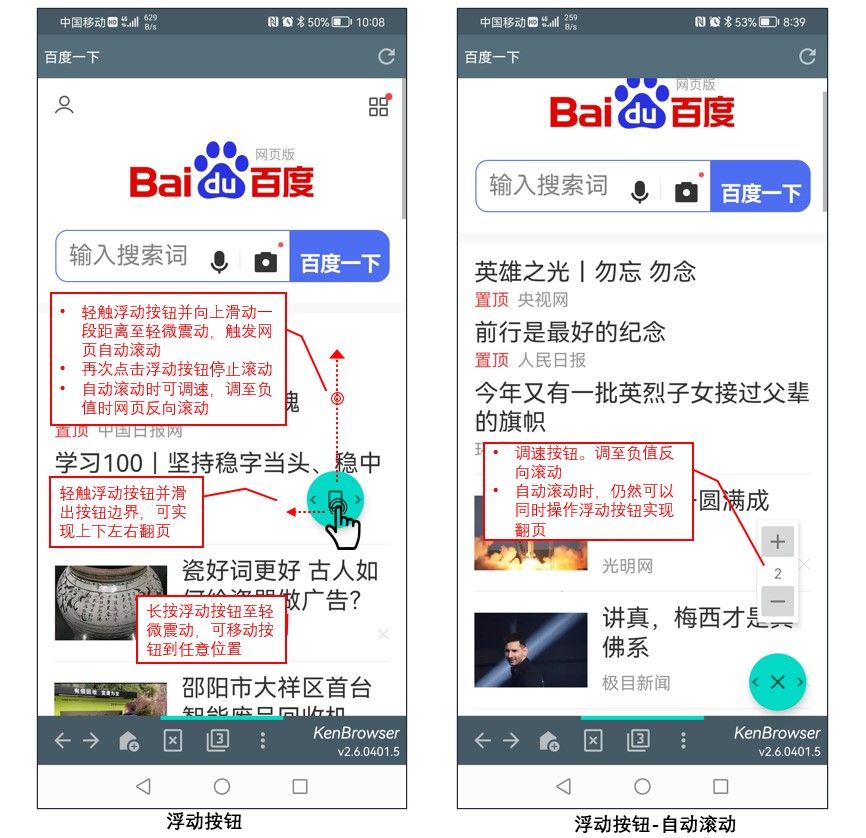 中国移动 HD 4G 629 B/s 50% 10:08
百度一下
网页版
Bai du 百度
输入搜索词 百度一下
• 轻触浮动按钮并向上滑动一
段距离至轻微震动，触发网
页自动滚动
• 再次点击浮动按钮停止滚动
• 自动滚动时可调速，调至负
值时网页反向滚动
置顶 中国日报网
学习100丨坚持稳字当头、稳中
轻触浮动按钮并滑
出按钮边界，可实
现上下左右翻页
瓷好词更好 古人如
做广告？
长按浮动按钮至轻
微震动，可移动按
钮到任意位置
邵阳市大祥区首台
智能废品回收机
3
KenBrowser
v2.6.0401.5
浮动按钮
中国移动 HD 4G 259 B/s 53% 8:39
百度一下
网页版
Bai du 百度
输入搜索词 百度一下
英雄之光丨勿忘 勿念
置顶 央视网
前行是最好的纪念
置顶 人民日报
今年又有一批英烈子女接过父辈
的旗帜
• 调速按钮。调至负值反
向滚动
• 自动滚动时，仍然可以
同时操作浮动按钮实现
翻页
圆满成
光明网
+
2
−
讲真，梅西才是真
佛系
极目新闻
3
KenBrowser
v2.6.0401.5
浮动按钮-自动滚动